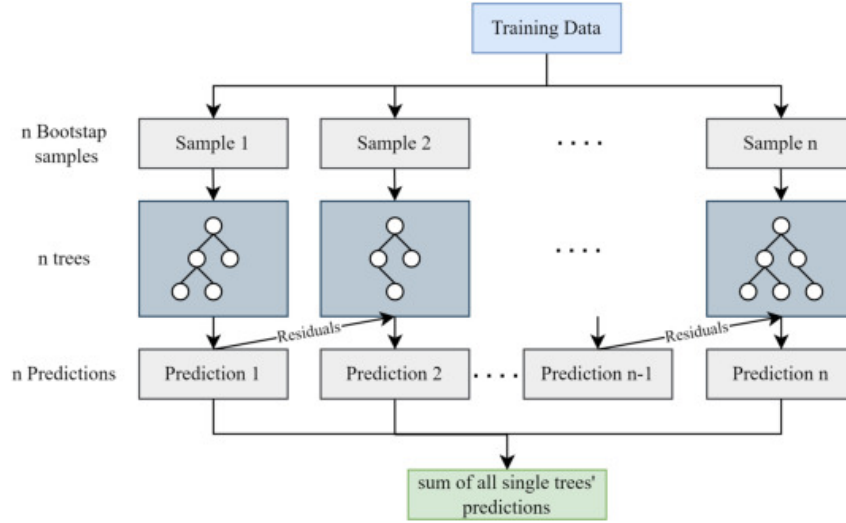 Training Data
n Bootstap
samples
Sample 1
Sample 2
. . . .
Sample n
n trees
. . . .
Residuals
Residuals
n Predictions
Prediction 1
Prediction 2
. . . .
Prediction n-1
Prediction n
sum of all single trees'
predictions